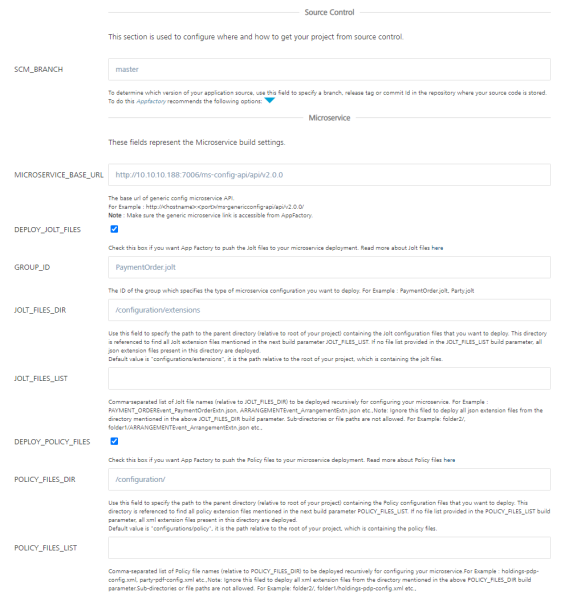 Source Control
This section is used to configure where and how to get your project from source control.
SCM_BRANCH
master
To determine which version of your application source, use this field to specify a branch, release tag or commit id in the repository where your source code is stored.
To do this Appfactory recommends the following options:
Microservice
These fields represent the Microservice build settings.
MICROSERVICE_BASE_URL
http://10.10.10.188:7006/ms-config-api/api/v2.0.0
The base url of generic config microservice API.
For Example : http://<hostname>:<port>/ms-genericconfig-api/api/v2.0.0/
Note : Make sure the generic microservice link is accessible from AppFactory.
DEPLOY_JOLT_FILES
Check this box if you want App Factory to push the Jolt files to your microservice deployment. Read more about Jolt files here
GROUP_ID
PaymentOrder.jolt
The ID of the group which specifies the type of microservice configuration you want to deploy. For Example : PaymentOrder.jolt, Party.jolt
JOLT_FILES_DIR
/configuration/extensions
Use this field to specify the path to the parent directory (relative to root of your project) containing the Jolt configuration files that you want to deploy. This directory
is referenced to find all Jolt extension files mentioned in the next build parameter JOLT_FILES_LIST. If no file list provided in the JOLT_FILES_LIST build parameter, all
json extension files present in this directory are deployed.
Default value is "configurations/extensions", it is the path relative to the root of your project, which is containing the jolt files.
JOLT_FILES_LIST
Comma-separated list of Jolt file names (relative to JOLT_FILES_DIR) to be deployed recursively for configuring your microservice. For Example :
PAYMENT_ORDEREvent_PaymentOrderExtn.json, ARRANGEMENTEvent_ArrangementExtn.json etc..Note: Ignore this filed to deploy all json extension files from the
directory mentioned in the above JOLT_FILES_DIR build parameter. Sub-directories or file paths are not allowed. For Example: folder2/,
folder1/ARRANGEMENTEvent_ArrangementExtn.json etc..
DEPLOY_POLICY_FILES
Check this box if you want App Factory to push the Policy files to your microservice deployment. Read more about Policy files here
POLICY_FILES_DIR
/configuration/
Use this field to specify the path to the parent directory (relative to root of your project) containing the Policy configuration files that you want to deploy. This
directory is referenced to find all policy extension files mentioned in the next build parameter POLICY_FILES_LIST. If no file list provided in the POLICY_FILES_LIST build
parameter, all xml extension files present in this directory are deployed.
Default value is "configurations/policy", it is the path relative to the root of your project, which is containing the policy files.
POLICY_FILES_LIST
Comma-separated list of Policy file names (relative to POLICY_FILES_DIR) to be deployed recursively for configuring your microservice.For Example : holdings-pdp-
config.xml, party-pdf-config.xml etc..Note: Ignore this filed to deploy all xml extension files from the directory mentioned in the above POLICY_FILES_DIR build
parameter.Sub-directories or file paths are not allowed. For Example: folder2/, folder1/holdings-pdp-config.xml etc..